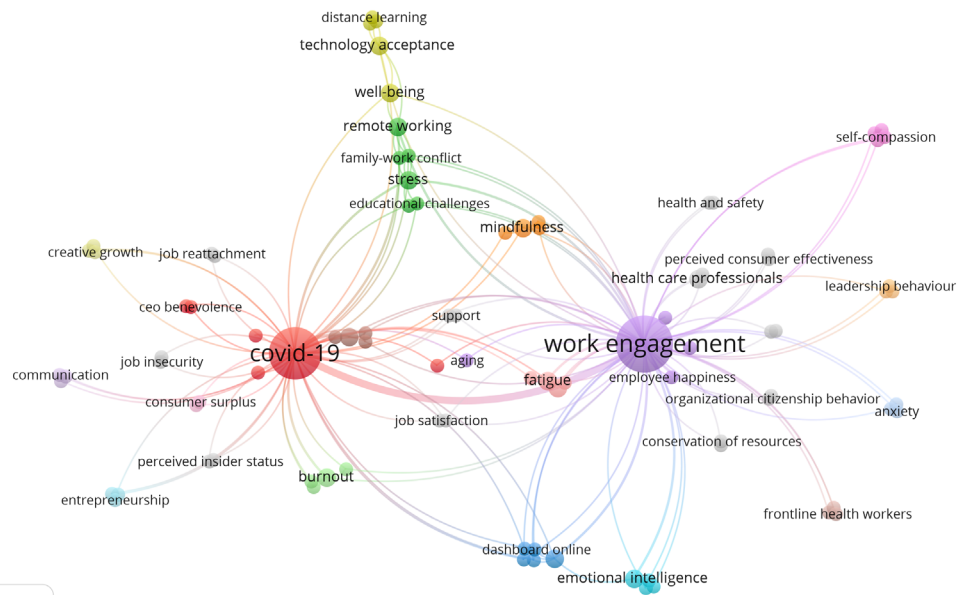 distance learning
technology acceptance
well-being
remote working
self-compassion
family-work conflict
stress
educational challenges
health and safety
mindfulness
creative growth
job reattachment
perceived consumer effectiveness
health care professionals
leadership behaviour
ceo benevolence
support
work engagement
covid-19
job insecurity
aging
communication
fatigue
employee happiness
consumer surplus
organizational citizenship behavior
anxiety
job satisfaction
conservation of resources
perceived insider status
burnout
entrepreneurship
frontline health workers
dashboard online
emotional intelligence